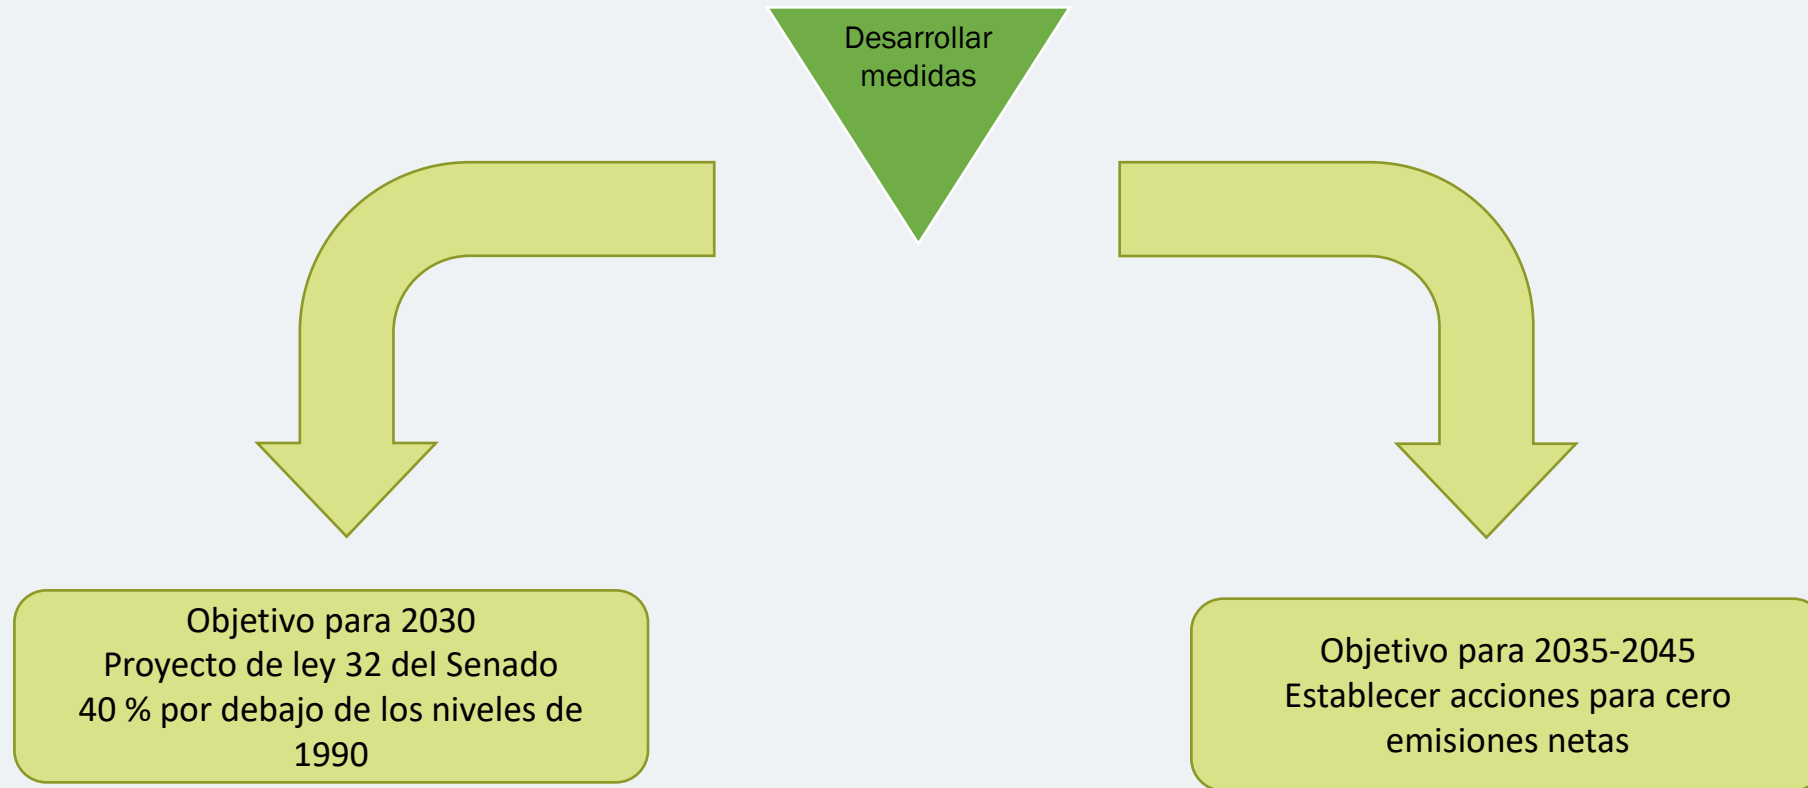 Desarrollar
medidas
Objetivo para 2030
Proyecto de ley 32 del Senado
40 % por debajo de los niveles de
1990
Objetivo para 2035-2045
Establecer acciones para cero
emisiones netas